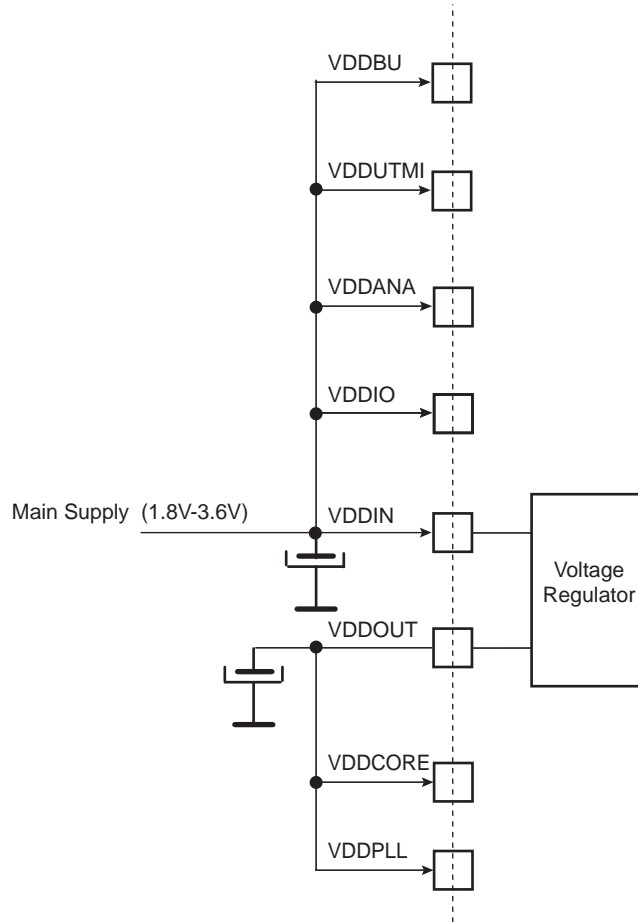 VDDBU
VDDUTMI
VDDANA
VDDIO
Main Supply (1.8V-3.6V)
VDDIN
Voltage
Regulator
VDDOUT
VDDCORE
VDDPLL